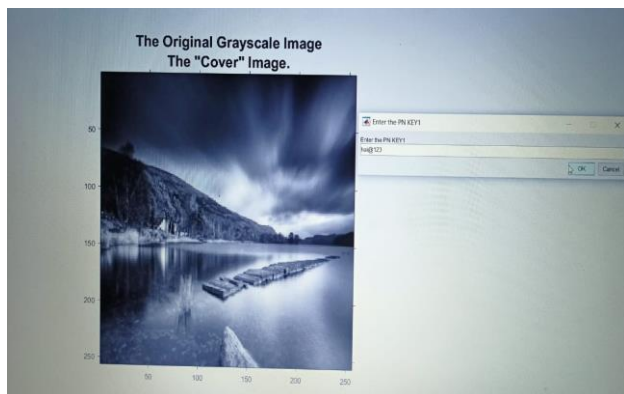 The Original Grayscale Image
The "Cover" Image.
Enter the PN KEY1
Enter the PN KEY1
hai@123
OK
Cancel
50
100
150
200
250
50
100
150
200
250